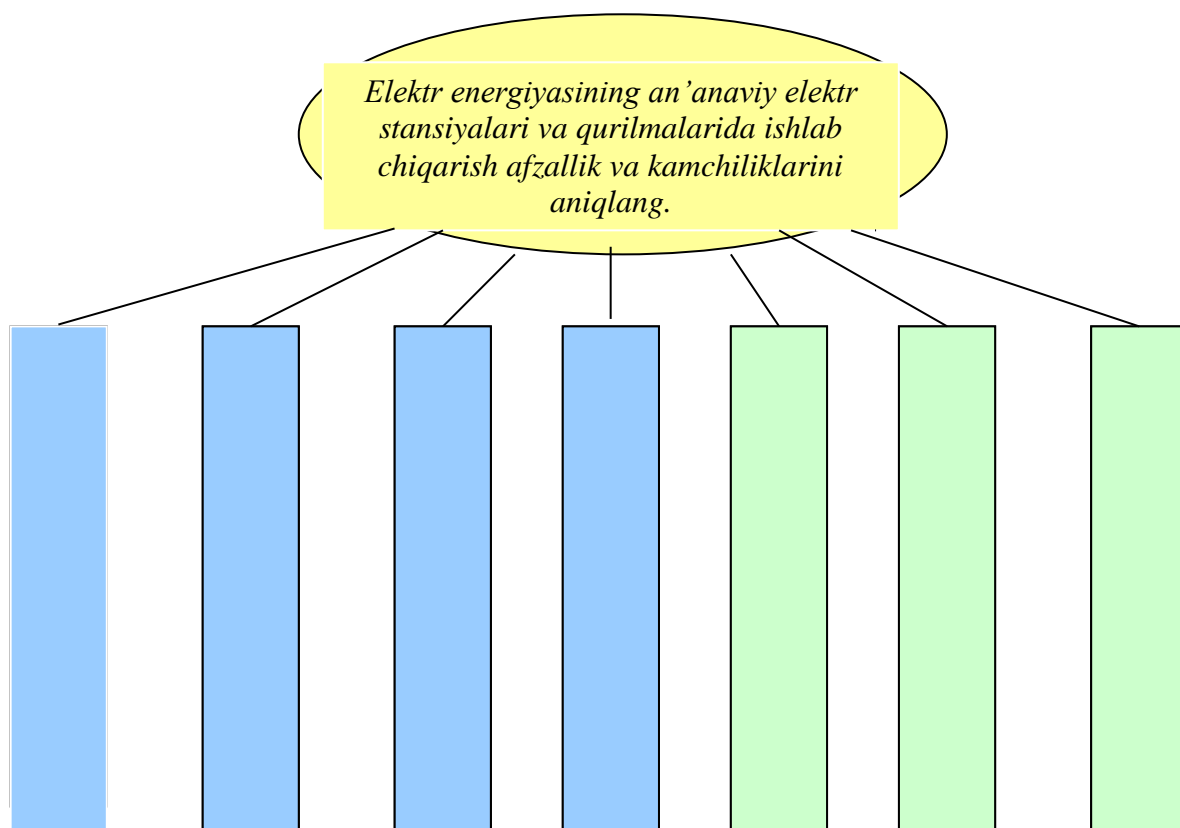 Elektr energiyasining an’anaviy elektr
stansiyalari va qurilmalarida ishlab
chiqarish afzallik va kamchiliklarini
aniqlang.